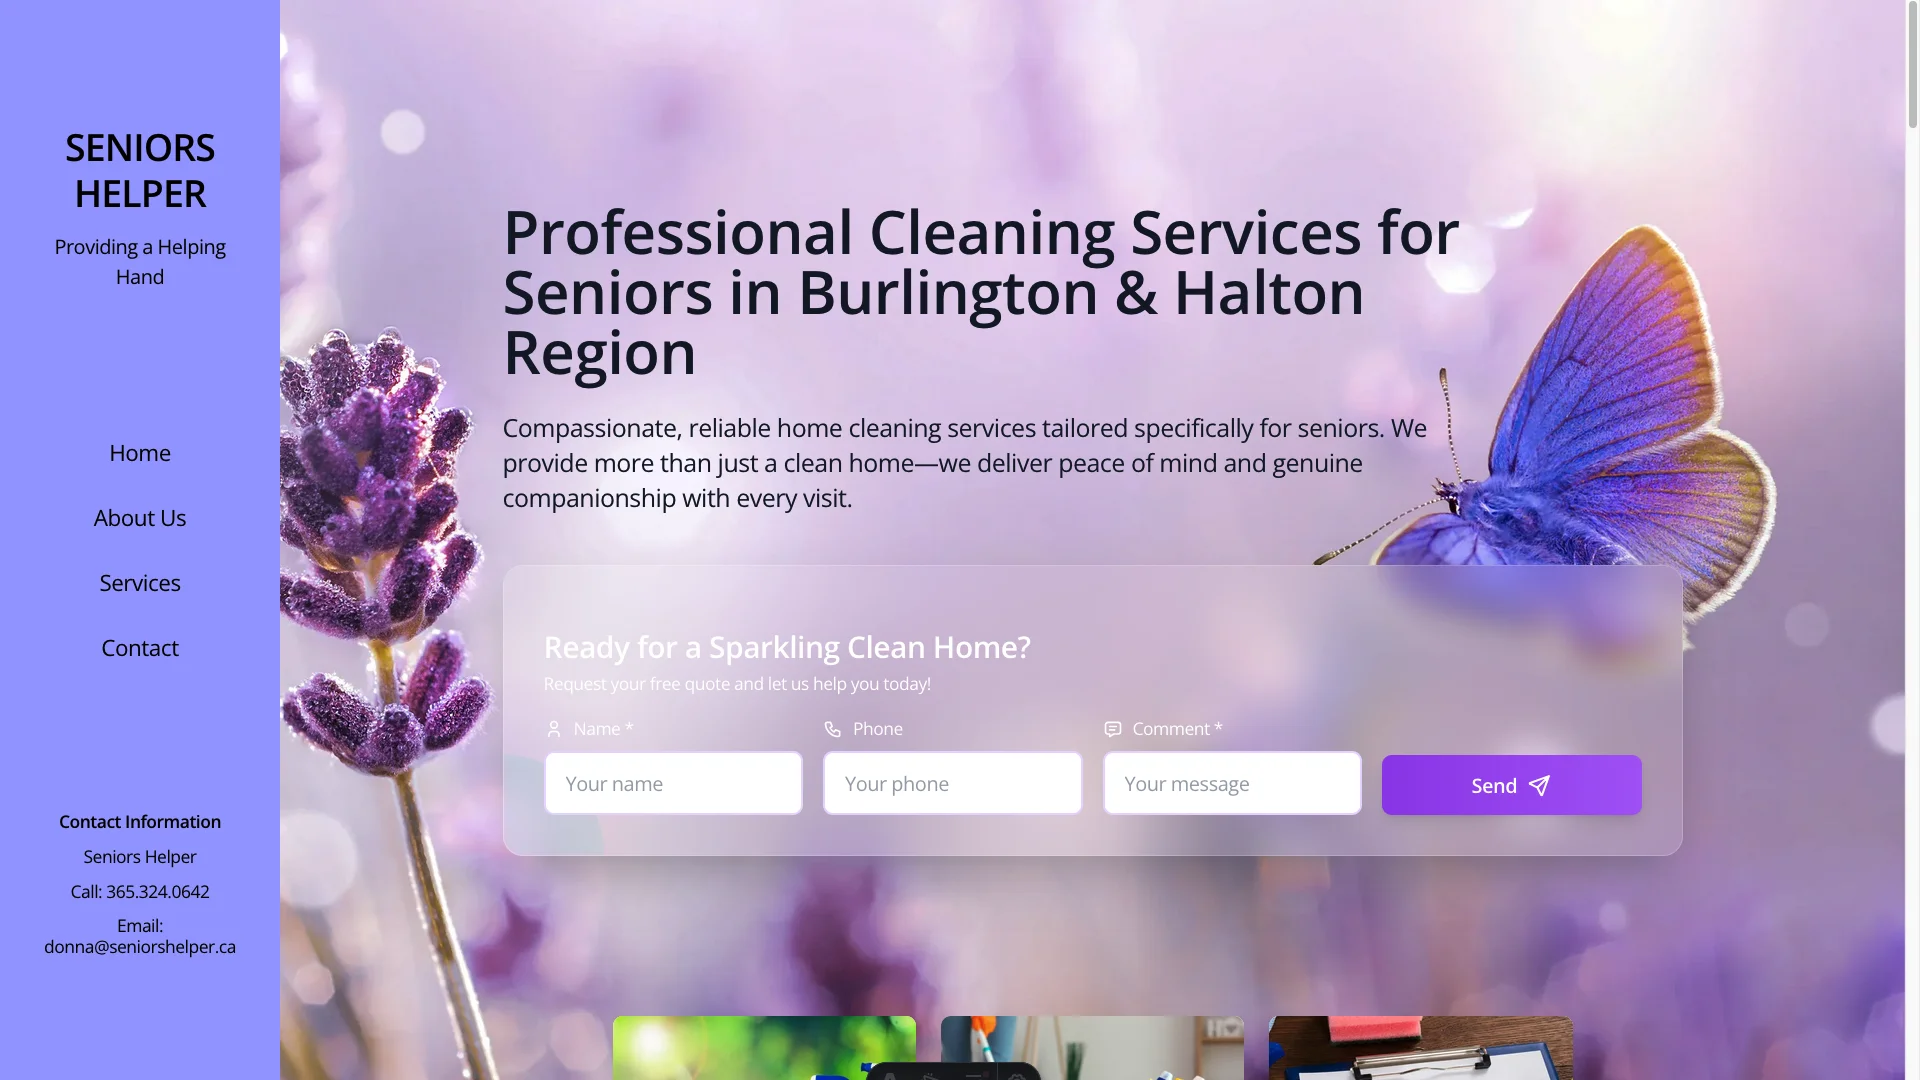 SENIORS
HELPER
Providing a Helping
Hand
Home
About Us
Services
Contact
Contact Information
Seniors Helper
Call: 365.324.0642
Email:
donna@seniorshelper.ca
Professional Cleaning Services for
Seniors in Burlington & Halton
Region
Compassionate, reliable home cleaning services tailored specifically for seniors. We
provide more than just a clean home—we deliver peace of mind and genuine
companionship with every visit.
Ready for a Sparkling Clean Home?
Request your free quote and let us help you today!
Name *
Phone
Comment *
Your name
Your phone
Your message
Send